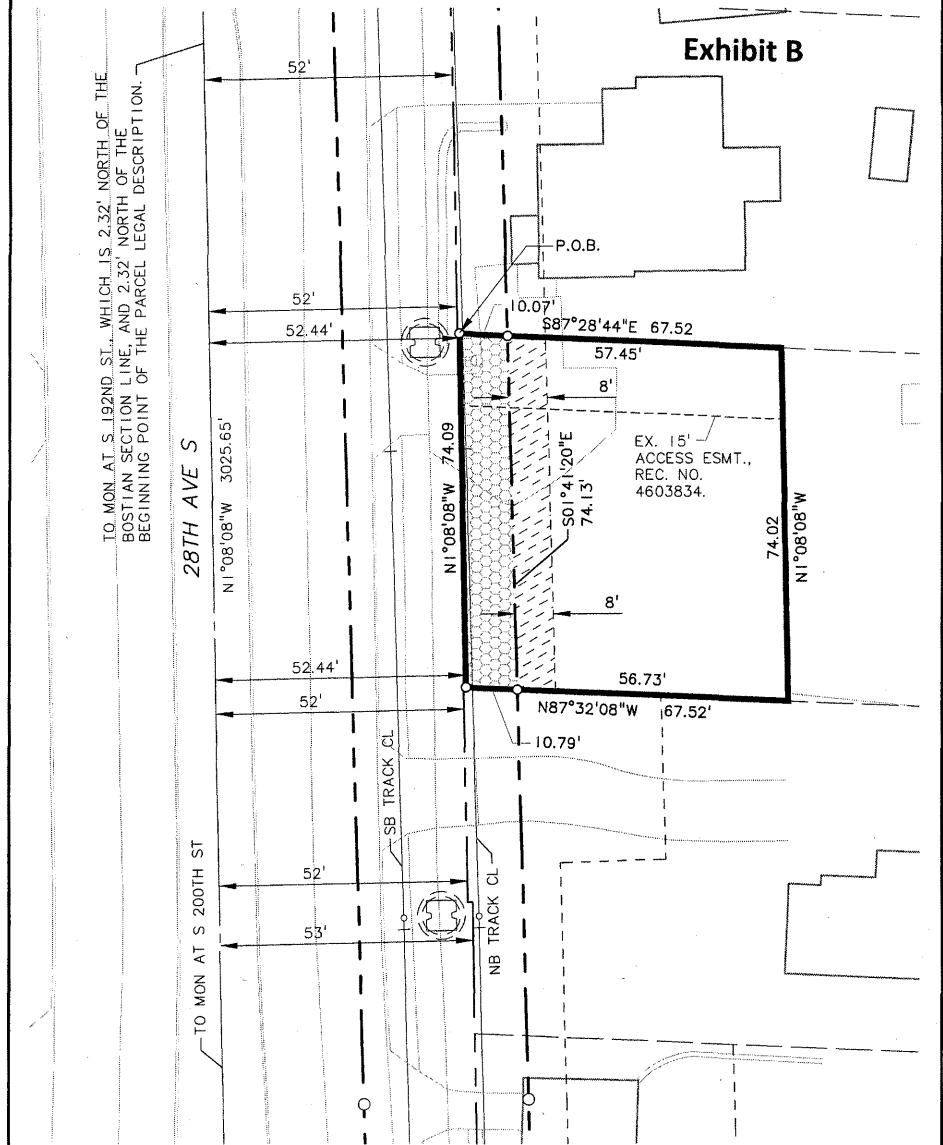 Exhibit B
TO MON AT S 192ND ST., WHICH IS 2.32' NORTH OF THE
BOSTIAN SECTION LINE, AND 2.32' NORTH OF THE
BEGINNING POINT OF THE PARCEL LEGAL DESCRIPTION.
52'
P.O.B.
52'
10.07'
52.44'
S87°28'44"E 67.52
57.45'
8'
28TH AVE S
N1°08'08"W 3025.65'
N1°08'08"W 74.09
S01°41'20"E
74.13'
EX. 15'
ACCESS ESMT.,
REC. NO.
4603834.
74.02
N1°08'08"W
8'
52.44'
56.73'
52'
N87°32'08"W 67.52'
10.79'
SB TRACK CL
52'
53'
NB TRACK CL
TO MON AT S 200TH ST